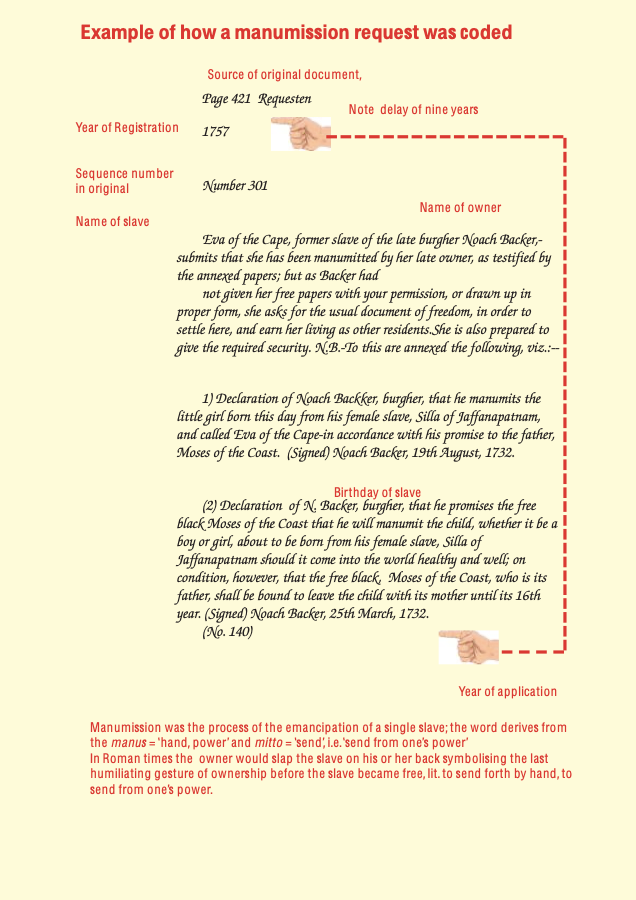 Example of how a manumission request was coded
Source of original document,
Page 421 Requesten
Note delay of nine years
Year of Registration
1757
Sequence number
in original
Number 301
Name of owner
Name of slave
Eva of the Cape, former slave of the late burgher Noach Backer,-
submits that she has been manumitted by her late owner, as testified by
the annexed papers; but as Backer had
not given her free papers with your permission, or drawn up in
proper form, she asks for the usual document of freedom, in order to
settle here, and earn her living as other residents.She is also prepared to
give the required security. N.B.-To this are annexed the following, viz.:--
1) Declaration of Noach Backker, burgher, that he manumits the
little girl born this day from his female slave, Silla of Jaffanapatnam,
and called Eva of the Cape-in accordance with his promise to the father,
Moses of the Coast. (Signed) Noach Backer, 19th August, 1732.
Birthday of slave
(2) Declaration of N. Backer, burgher, that he promises the free
black Moses of the Coast that he will manumit the child, whether it be a
boy or girl, about to be born from his female slave, Silla of
Jaffanapatnam should it come into the world healthy and well; on
condition, however, that the free black, Moses of the Coast, who is its
father, shall be bound to leave the child with its mother until its 16th
year. (Signed) Noach Backer, 25th March, 1732.
(No. 140)
Year of application
Manumission was the process of the emancipation of a single slave; the word derives from
the manus = 'hand, power' and mitto = 'send', i.e.'send from one's power'
In Roman times the owner would slap the slave on his or her back symbolising the last
humiliating gesture of ownership before the slave became free, lit. to send forth by hand, to
send from one's power.